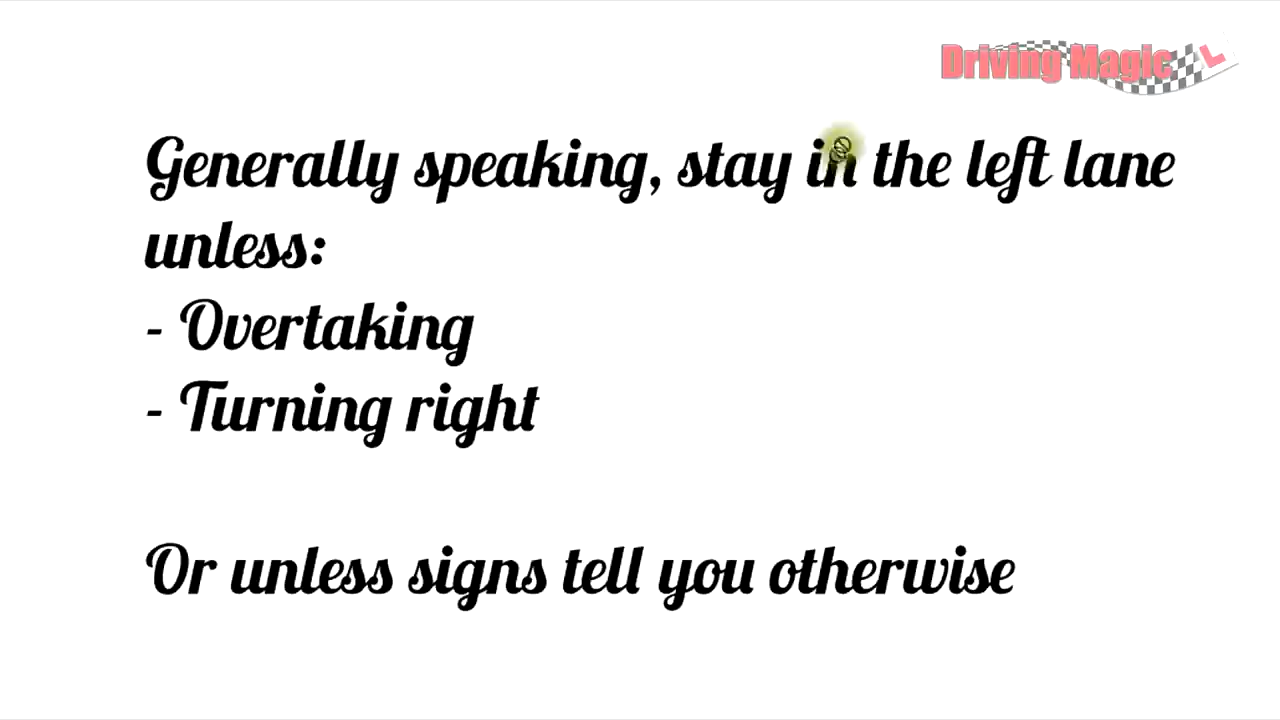 Driving Magic L
Generally speaking, stay in the left lane
unless:
- Overtaking
- Turning right
Or unless signs tell you otherwise